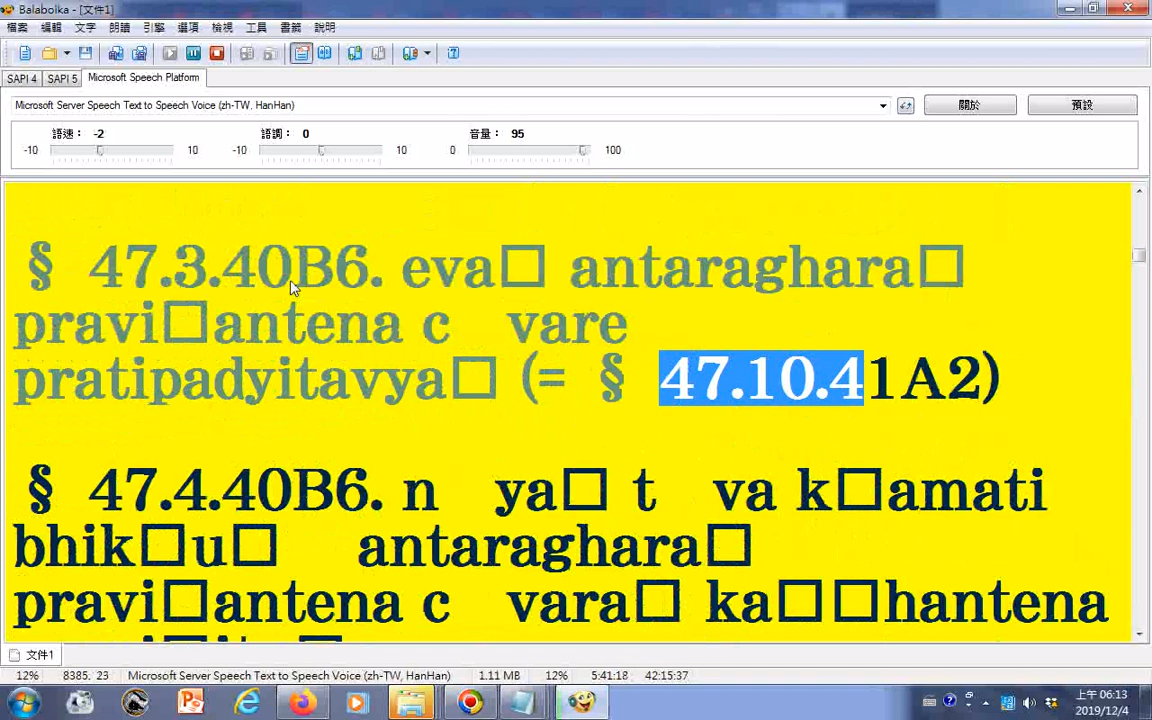 Balabolka - [文件1]
檔案 編輯 文字 朗讀 引擎 選項 檢視 工具 書籤 說明
SAPI 4 SAPI 5 Microsoft Speech Platform
Microsoft Server Speech Text to Speech Voice (zh-TW, HanHan) 關於 預設
語速： -2 語調： 0 音量： 95
-10 10 -10 10 0 100
§ 47.3.40B6. eva□ antaraghara□
pravi□antena c vare
pratipadyitavya□ (= § 47.10.41A2)
§ 47.4.40B6. n ya□ t va k□amati
bhik□u□ antaraghara□
pravi□antena c vara□ ka□□hantena
文件1
12% 8385, 23 Microsoft Server Speech Text to Speech Voice (zh-TW, HanHan) 1.11 MB 12% 5:41:18 42:15:37
上午 06:13
2019/12/4